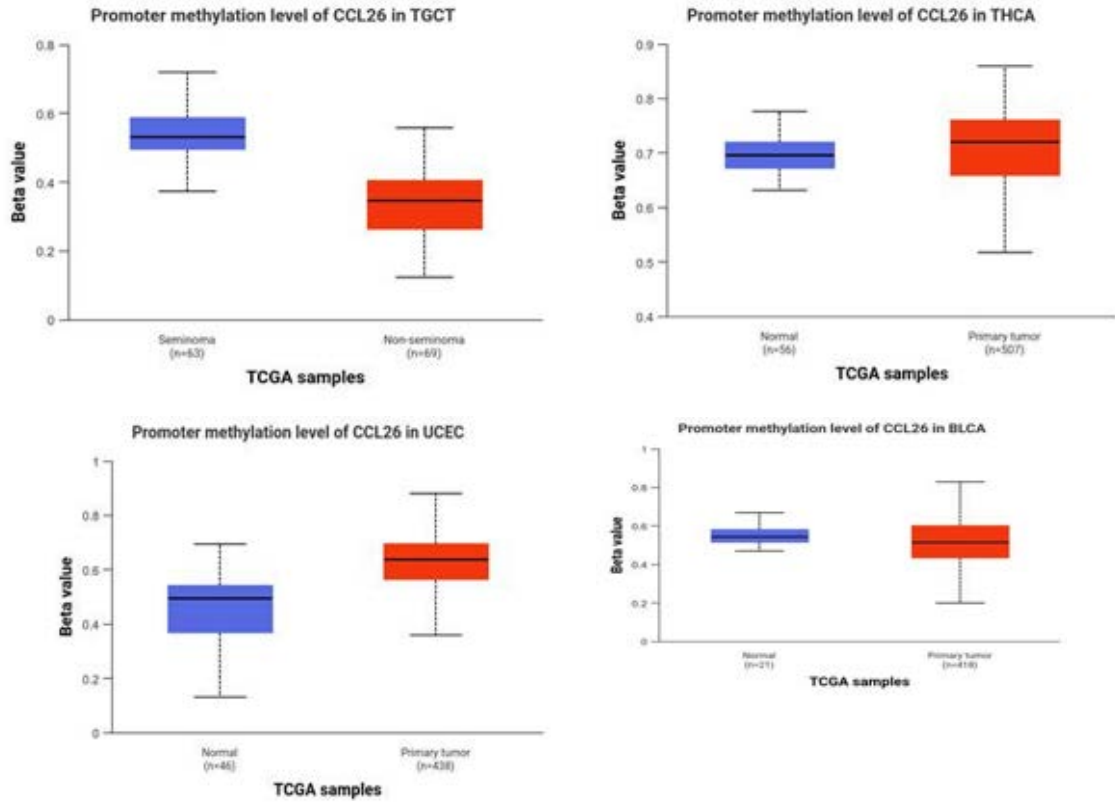 Promoter methylation level of CCL26 in TGCT
0.8
0.6
0.4
0.2
0
Beta value
Seminoma
(n=63)
Non-seminoma
(n=69)
TCGA samples
Promoter methylation level of CCL26 in THCA
0.9
0.8
0.7
0.6
0.5
0.4
Beta value
Normal
(n=56)
Primary tumor
(n=507)
TCGA samples
Promoter methylation level of CCL26 in UCEC
1
0.8
0.6
0.4
0.2
0
Beta value
Normal
(n=46)
Primary tumor
(n=438)
TCGA samples
Promoter methylation level of CCL26 in BLCA
1
0.8
0.6
0.4
0.2
0
Beta value
Normal
(n=21)
Primary tumor
(n=418)
TCGA samples